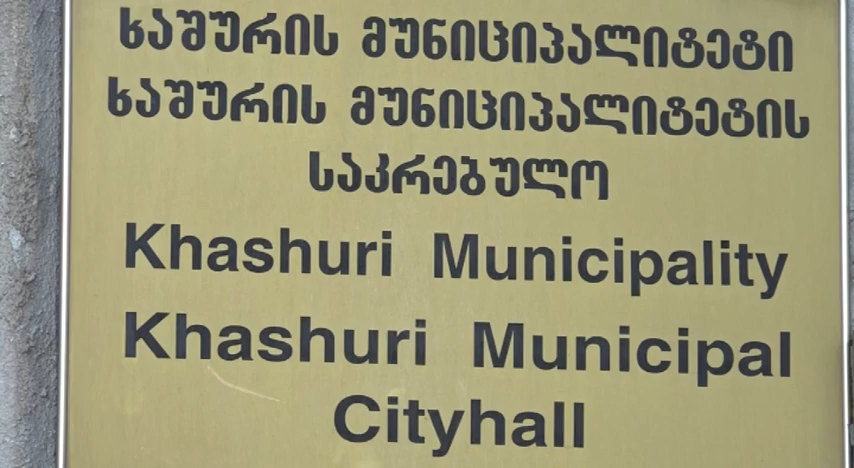 ხაშურის მუნიციპალიტეტი
ხაშურის მუნიციპალიტეტის
საკრებულო
Khashuri Municipality
Khashuri Municipal
Cityhall